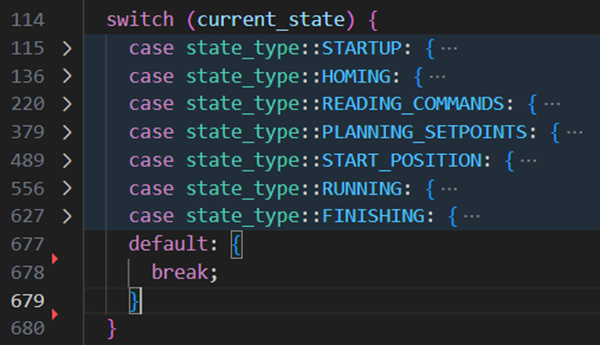 114 switch (current_state) {
115 > case state_type::STARTUP: { ···
136 > case state_type::HOMING: { ···
220 > case state_type::READING_COMMANDS: { ···
379 > case state_type::PLANNING_SETPOINTS: { ···
489 > case state_type::START_POSITION: { ···
556 > case state_type::RUNNING: { ···
627 > case state_type::FINISHING: { ···
677 default: {
678 break;
679 }
680 }